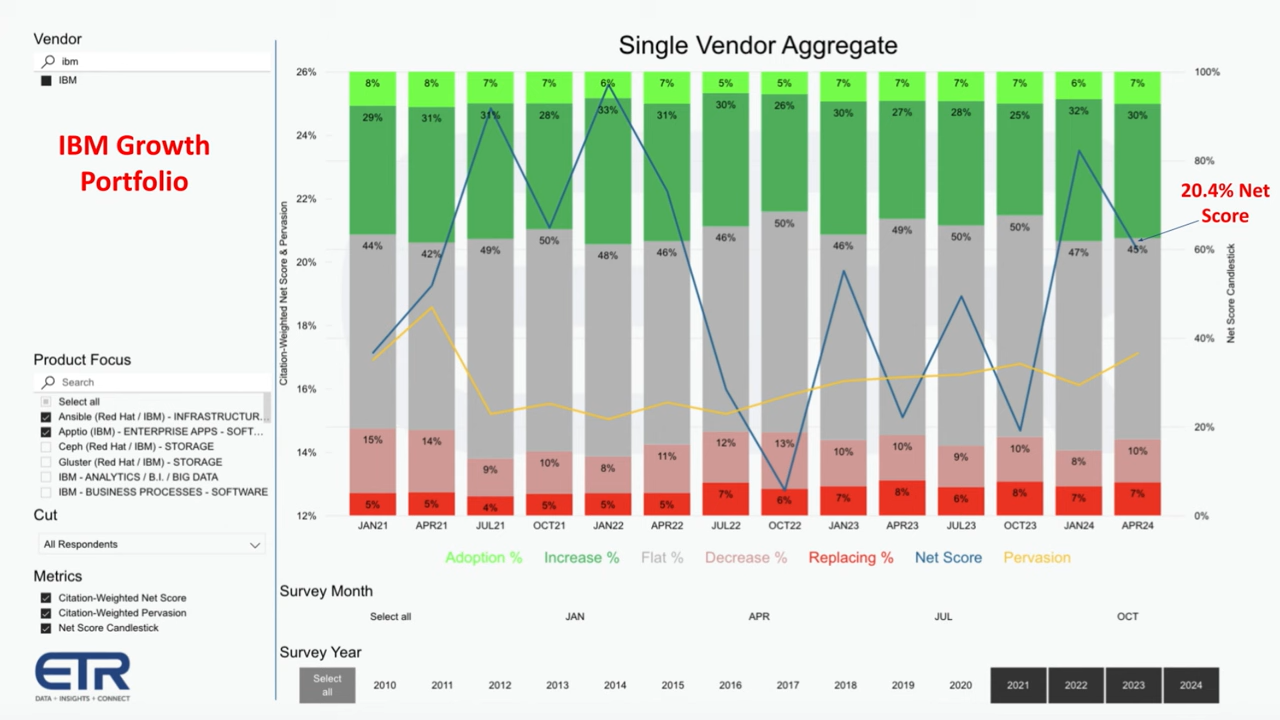 Single Vendor Aggregate
Vendor
ibm
IBM
IBM Growth
Portfolio
Product Focus
Search
Select all
Ansible (Red Hat / IBM) - INFRASTRUCTUR...
Apptio (IBM) - ENTERPRISE APPS - SOFT...
Ceph (Red Hat / IBM) - STORAGE
Gluster (Red Hat / IBM) - STORAGE
IBM - ANALYTICS / B.I. / BIG DATA
IBM - BUSINESS PROCESSES - SOFTWARE
Cut
All Respondents
Metrics
Citation-Weighted Net Score
Citation-Weighted Pervasion
Net Score Candlestick
ETR
DATA • INSIGHTS • CONNECT
Citation-Weighted Net Score & Pervasion
26%
24%
22%
20%
18%
16%
14%
12%
8% 8% 7% 7% 6% 7% 5% 5% 7% 7% 7% 7% 6% 7%
29% 31% 31% 28% 33% 31% 30% 26% 30% 27% 28% 25% 32% 30%
44% 42% 49% 50% 48% 46% 46% 50% 46% 49% 50% 50% 47% 45%
15% 14% 9% 10% 8% 11% 12% 13% 10% 10% 9% 10% 8% 10%
5% 5% 4% 5% 5% 5% 7% 6% 7% 8% 6% 8% 7% 7%
JAN21 APR21 JUL21 OCT21 JAN22 APR22 JUL22 OCT22 JAN23 APR23 JUL23 OCT23 JAN24 APR24
100%
80%
60%
40%
20%
0%
Net Score Candlestick
20.4% Net
Score
Adoption % Increase % Flat % Decrease % Replacing % Net Score Pervasion
Survey Month
Select all JAN APR JUL OCT
Survey Year
Select
all
2010 2011 2012 2013 2014 2015 2016 2017 2018 2019 2020 2021 2022 2023 2024